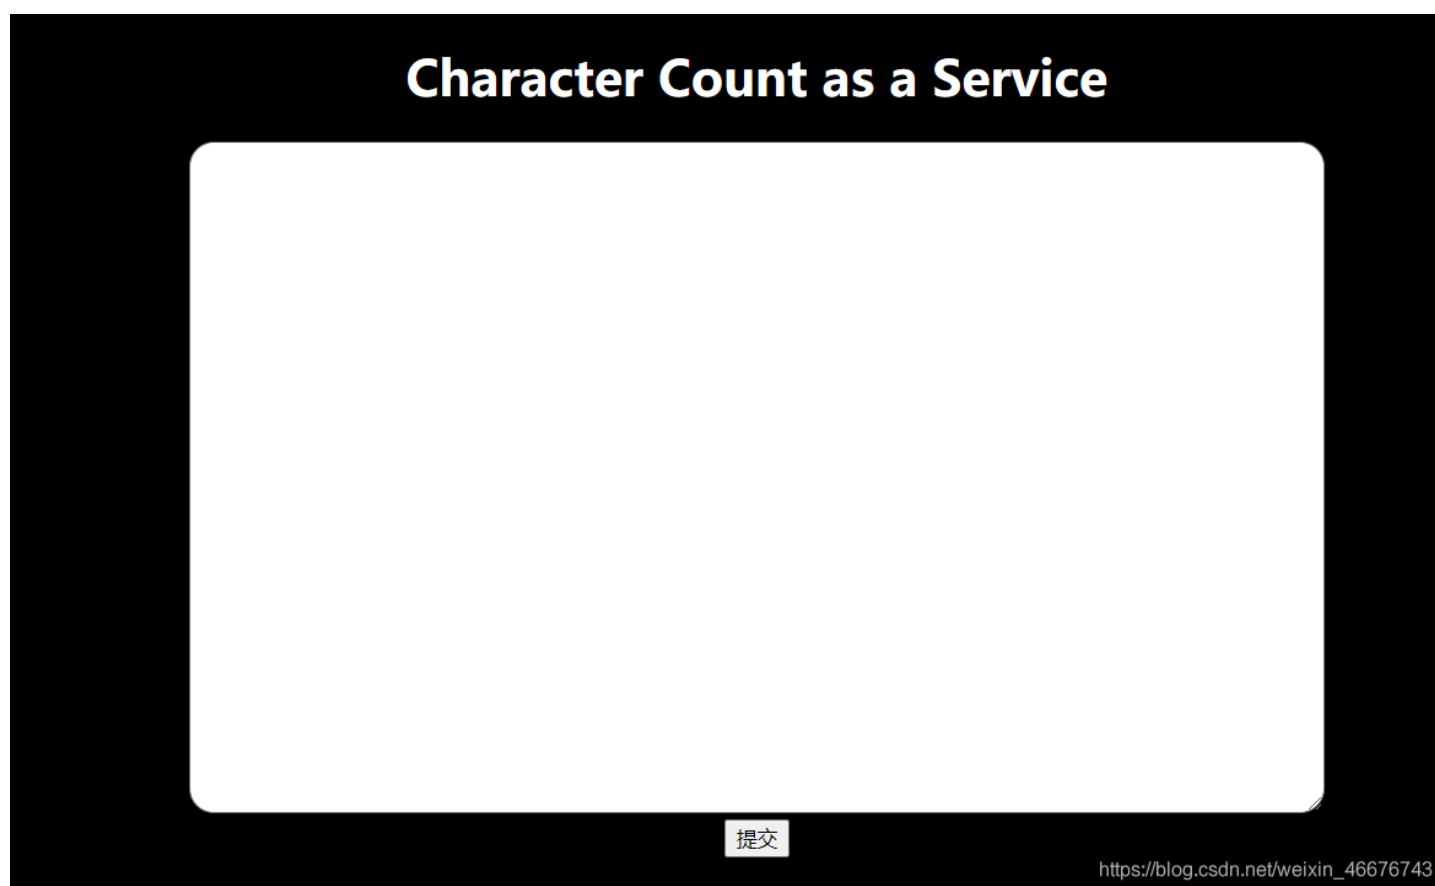 Character Count as a Service
提交
https://blog.csdn.net/weixin_46676743